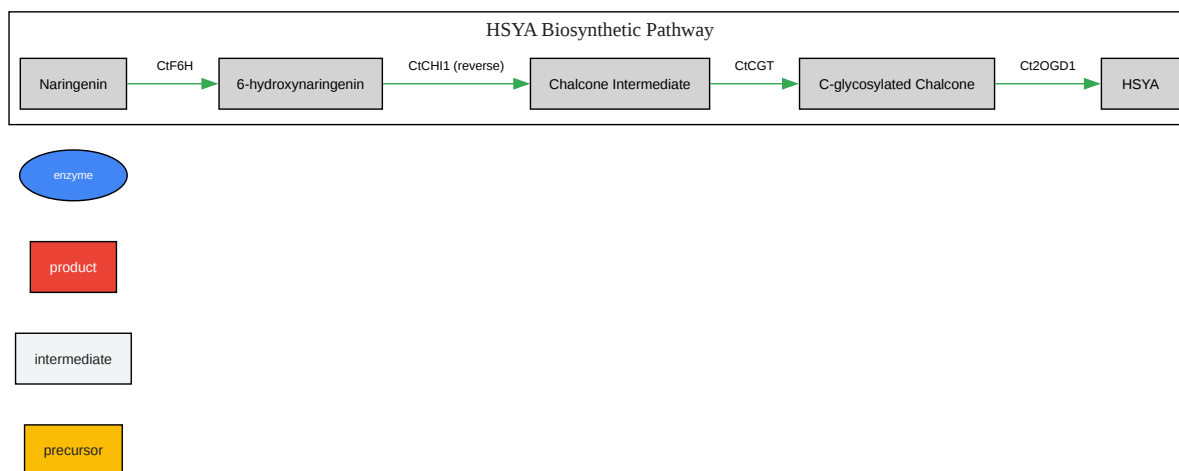 HSYA Biosynthetic Pathway
Naringenin
CtF6H
6-hydroxynaringenin
CtCHI1 (reverse)
Chalcone Intermediate
CtCGT
C-glycosylated Chalcone
Ct2OGD1
HSYA
enzyme
product
intermediate
precursor